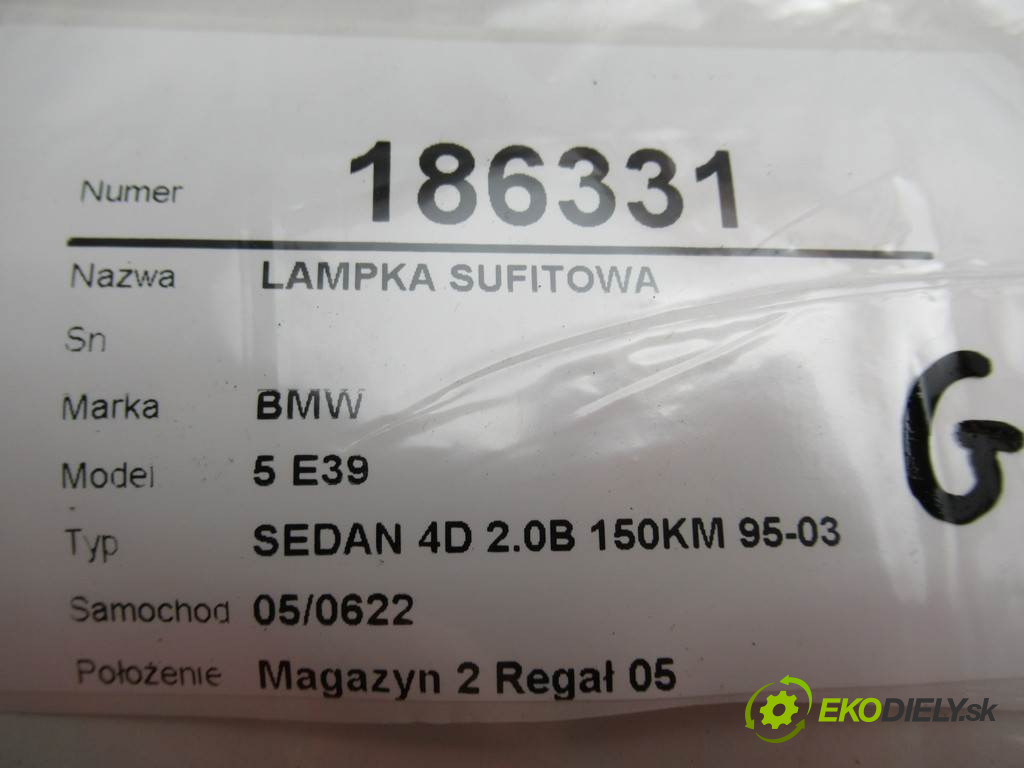 Numer 186331
Nazwa LAMPKA SUFITOWA
Sn
Marka BMW
Model 5 E39
Typ SEDAN 4D 2.0B 150KM 95-03
Samochod 05/0622
Położenie Magazyn 2 Regał 05
G
EKODIELY.sk